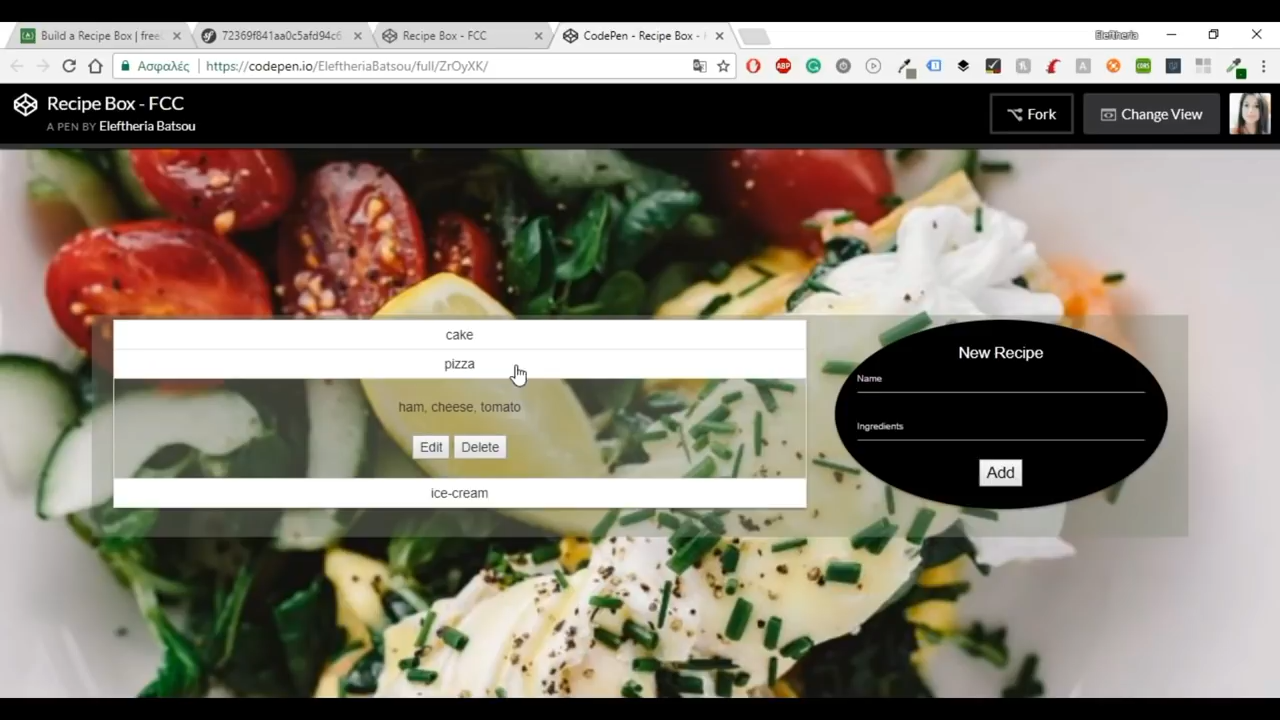 Build a Recipe Box | free
72369f841aa0c5afd94c6
Recipe Box - FCC
CodePen - Recipe Box -
Eleftheria
Ασφαλές
https://codepen.io/EleftheriaBatsou/full/ZrOyXK/
ABP
Recipe Box - FCC
A PEN BY Eleftheria Batsou
Fork
Change View
cake
pizza
ham, cheese, tomato
Edit
Delete
ice-cream
New Recipe
Name
Ingredients
Add